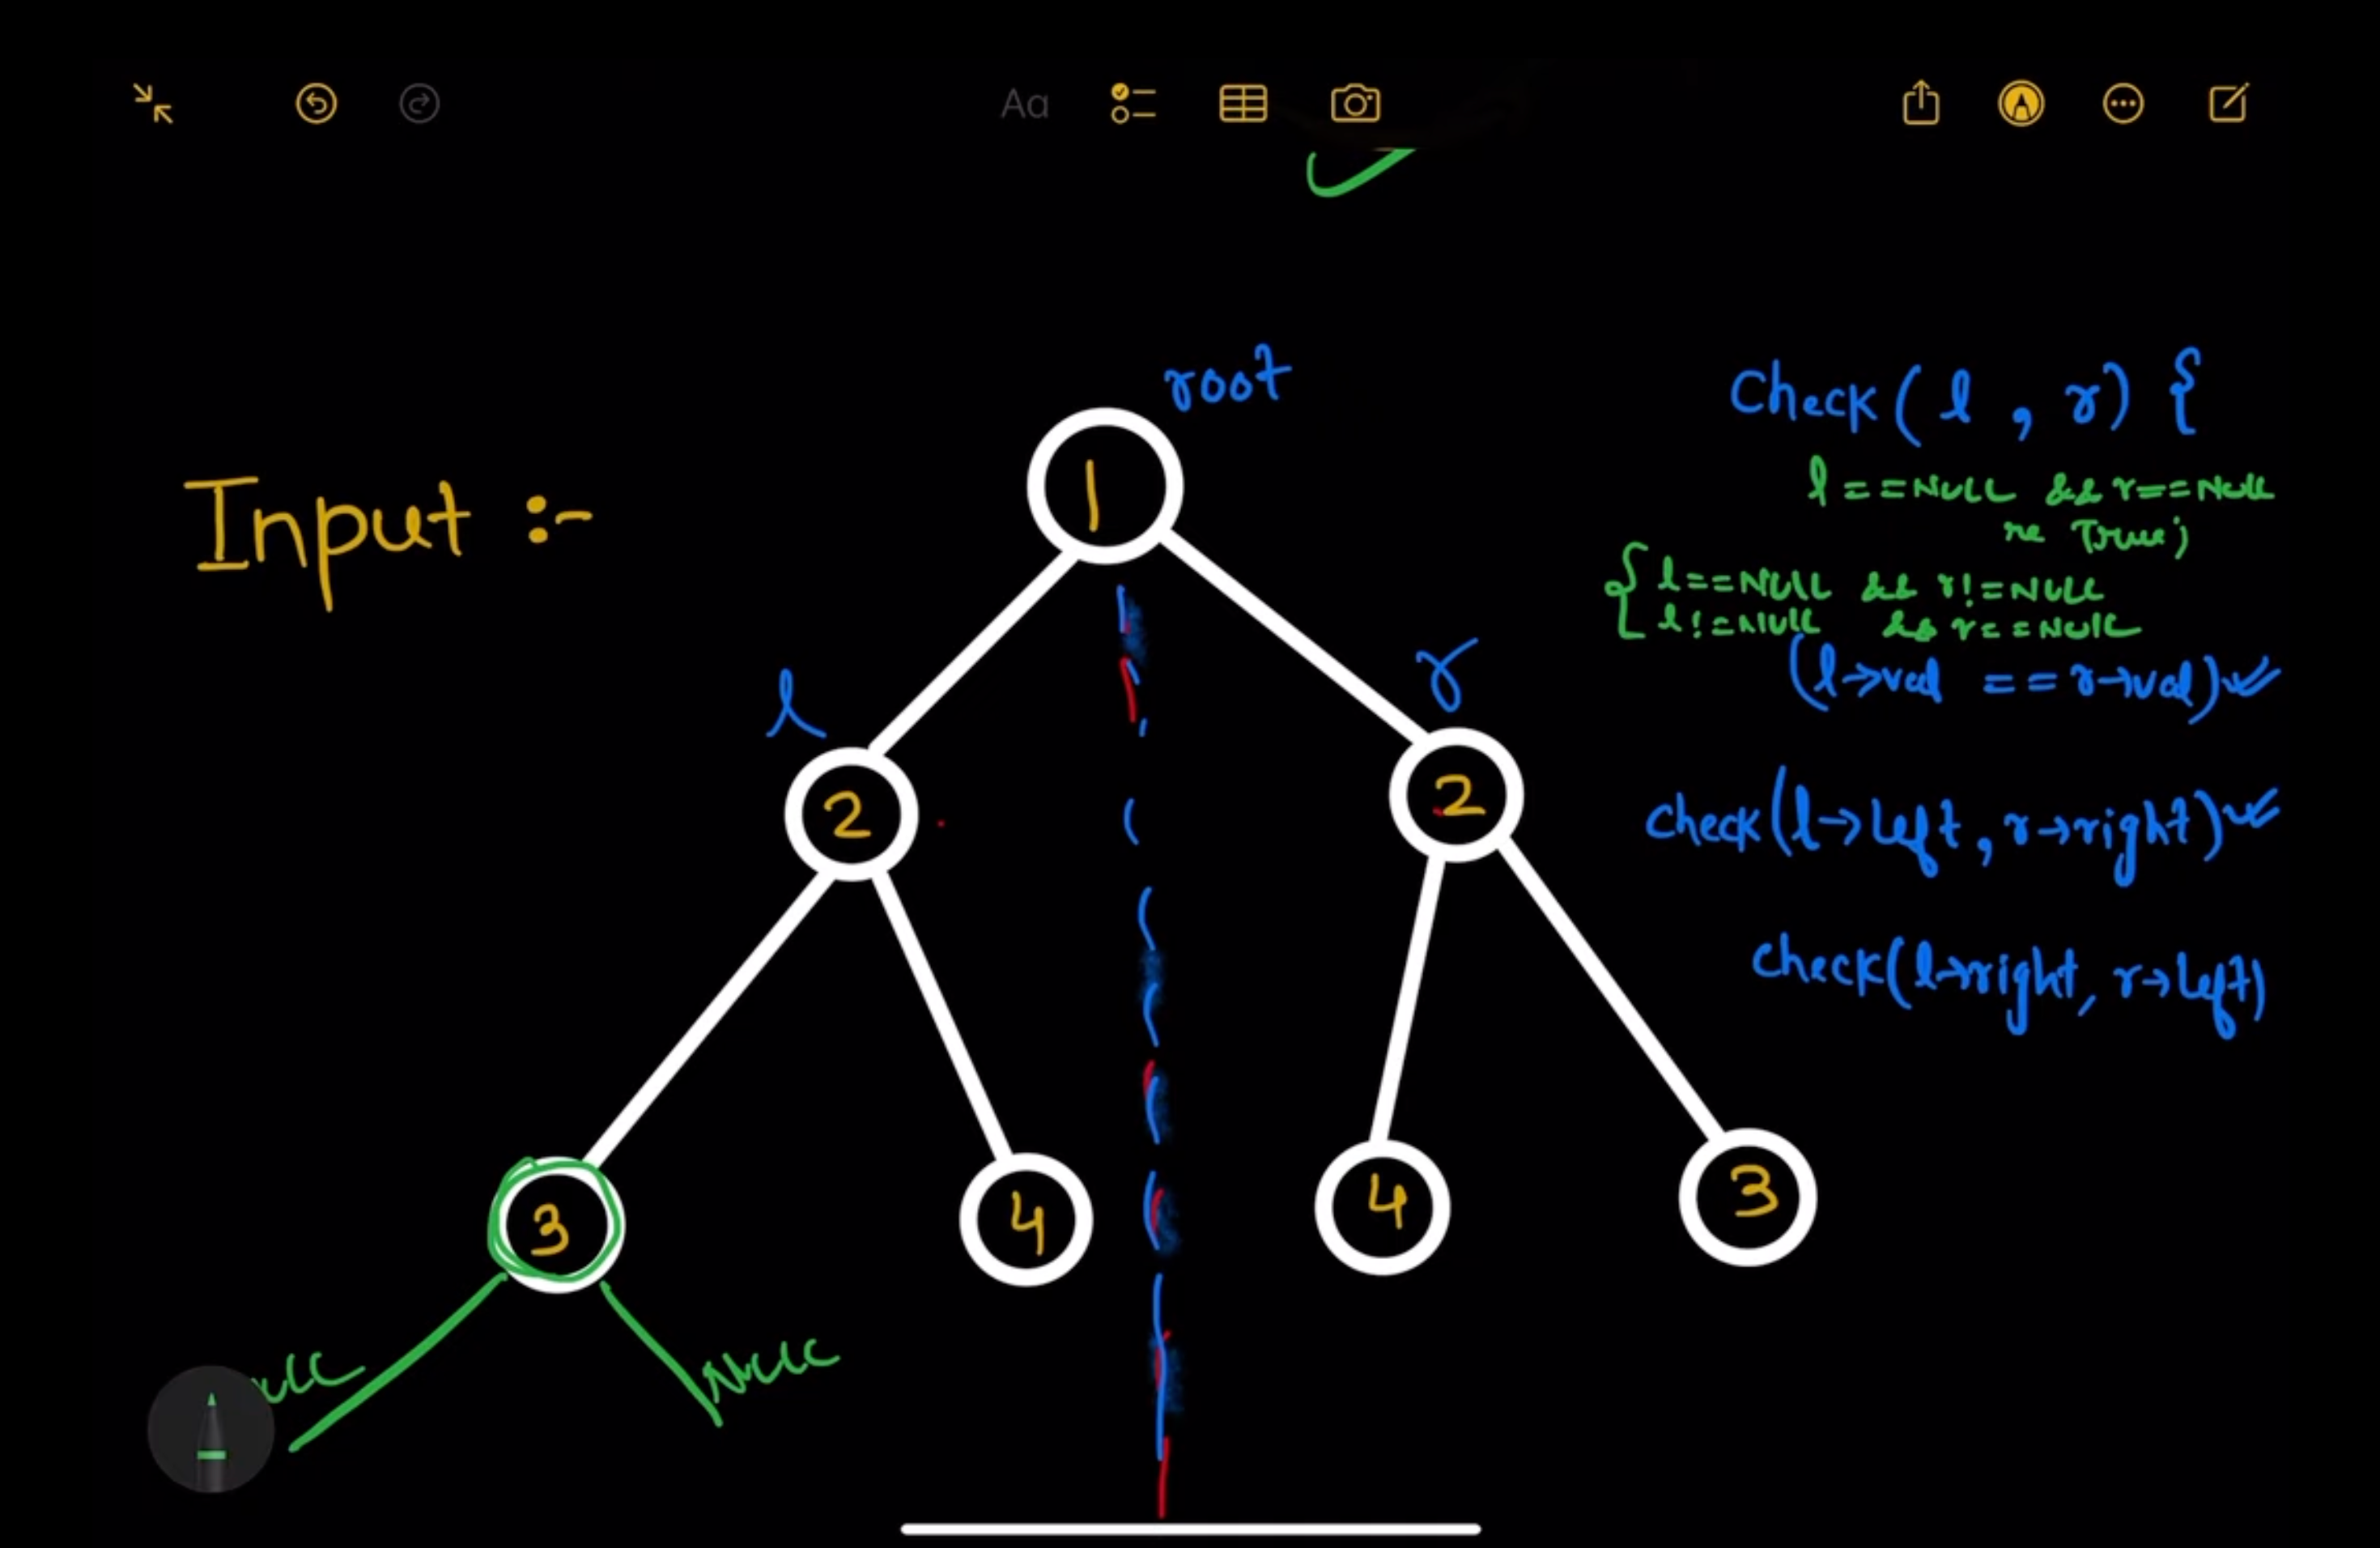 Aa
root
Check(l, r) {
l==NULL && r==NULL
re True;
Input :-
{ l==NULL && r!=NULL
l!=NULL && r==NULL
(l→val == r→val)
l
r
1
2
2
check(l→left, r→right)
check(l→right, r→left)
3
4
4
3
NULL